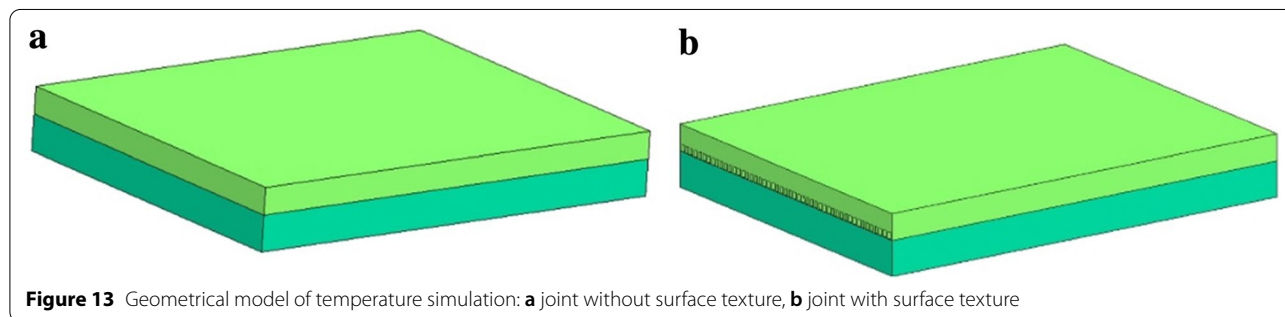 a
b
Figure 13 Geometrical model of temperature simulation: a joint without surface texture, b joint with surface texture